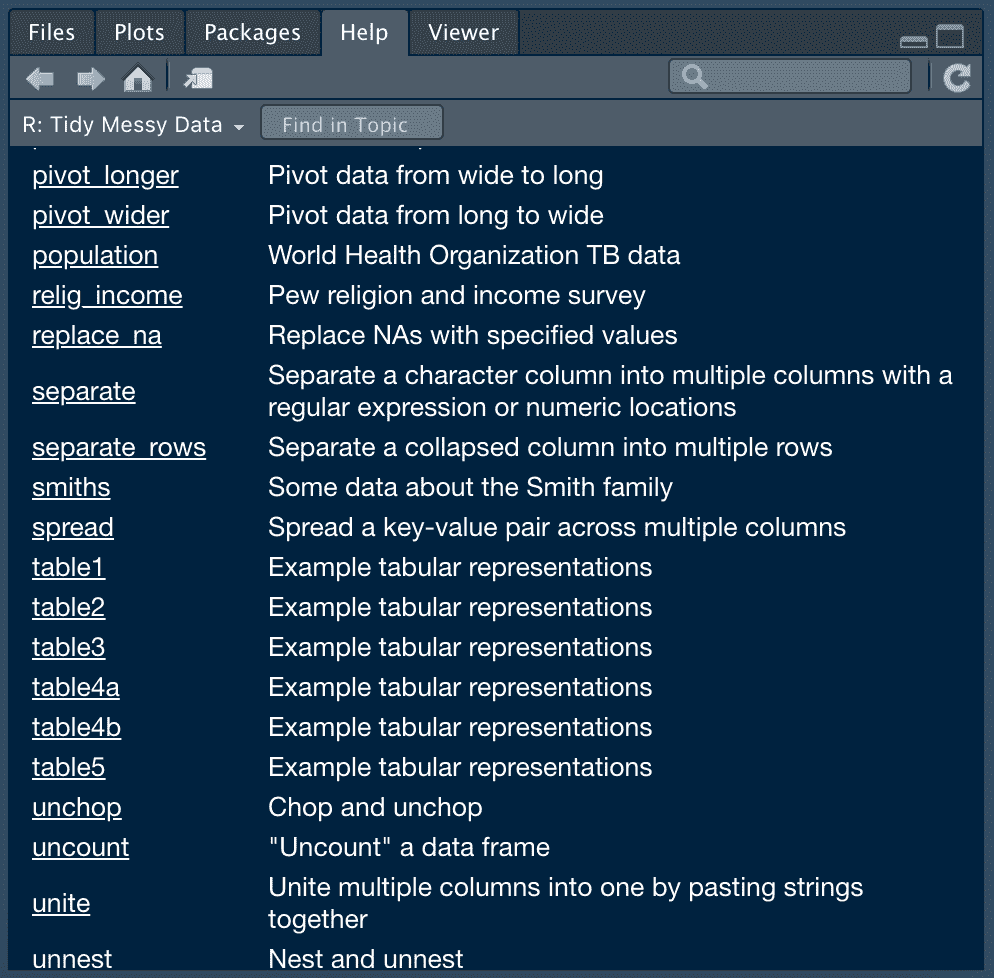 Files Plots Packages Help Viewer
R: Tidy Messy Data Find in Topic
pivot_longer Pivot data from wide to long
pivot_wider Pivot data from long to wide
population World Health Organization TB data
relig_income Pew religion and income survey
replace_na Replace NAs with specified values
separate Separate a character column into multiple columns with a
regular expression or numeric locations
separate_rows Separate a collapsed column into multiple rows
smiths Some data about the Smith family
spread Spread a key-value pair across multiple columns
table1 Example tabular representations
table2 Example tabular representations
table3 Example tabular representations
table4a Example tabular representations
table4b Example tabular representations
table5 Example tabular representations
unchop Chop and unchop
uncount "Uncount" a data frame
unite Unite multiple columns into one by pasting strings
together
unnest Nest and unnest